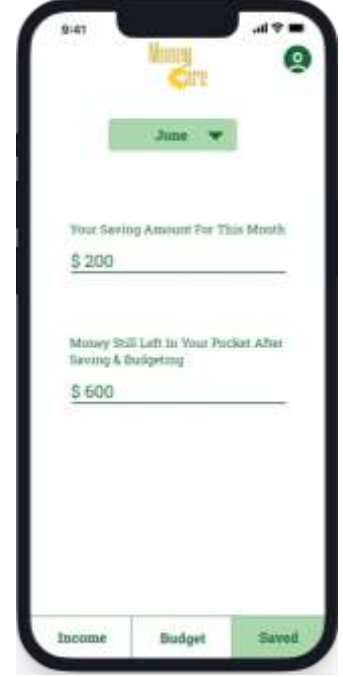 9:41
Money
Care
June
Your Saving Amount For This Month
$ 200
Money Still Left In Your Pocket After
Saving & Budgeting
$ 600
Income
Budget
Saved